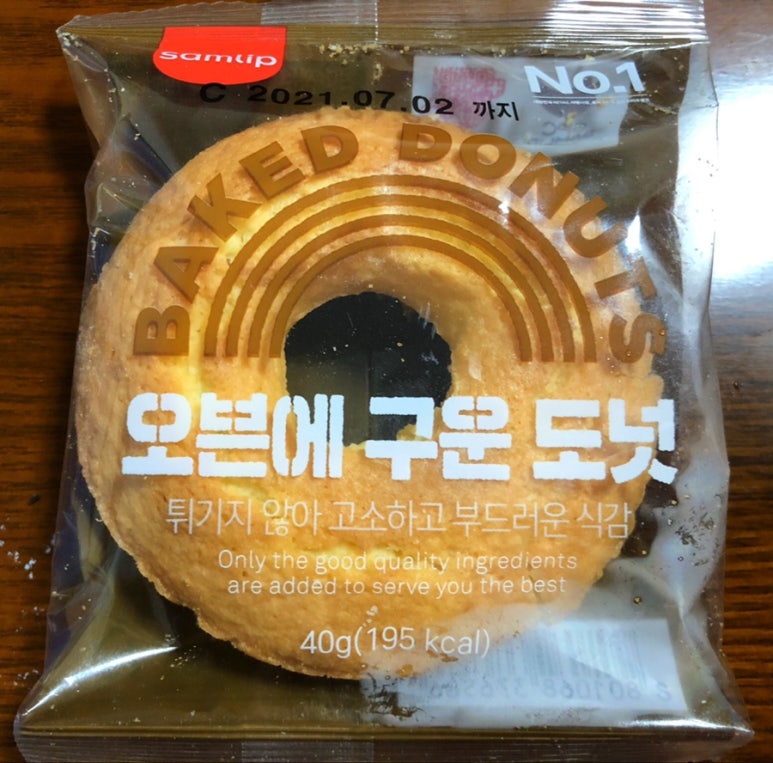 samlip
No.1
C 2021.07.02 까지
BAKED DONUTS
오븐에 구운 도넛
튀기지 않아 고소하고 부드러운 식감
Only the good quality ingredients
are added to serve you the best
40g(195 kcal)